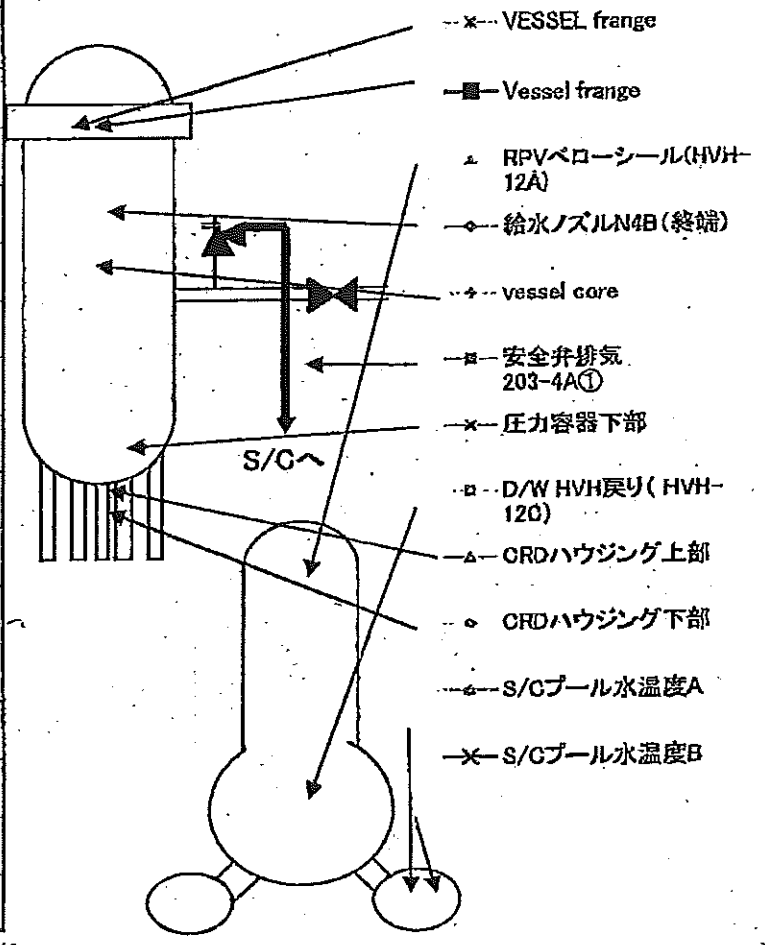 VESSEL frange
Vessel frange
RPVベローシール(HVH-
12A)
給水ノズルN4B(終端)
vessel core
安全弁排気
203-4A①
圧力容器下部
S/Cへ
D/W HVH戻り( HVH-
12C)
CRDハウジング上部
CRDハウジング下部
S/Cプール水温度A
S/Cプール水温度B